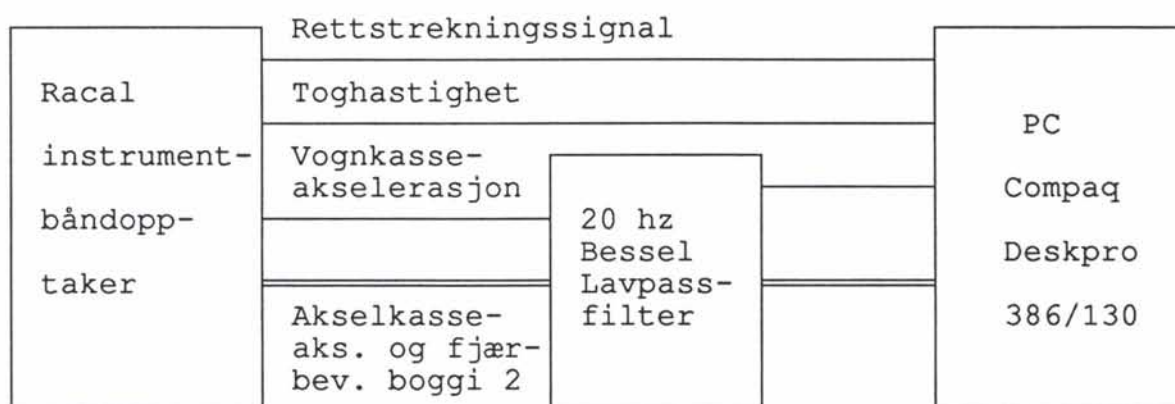 Racal
instrument-
båndopp-
taker
Rettstrekningssignal
Toghastighet
Vognkasse-
akselerasjon
Akselkasse-
aks. og fjær-
bev. boggi 2
20 hz
Bessel
Lavpass-
filter
PC
Compaq
Deskpro
386/130